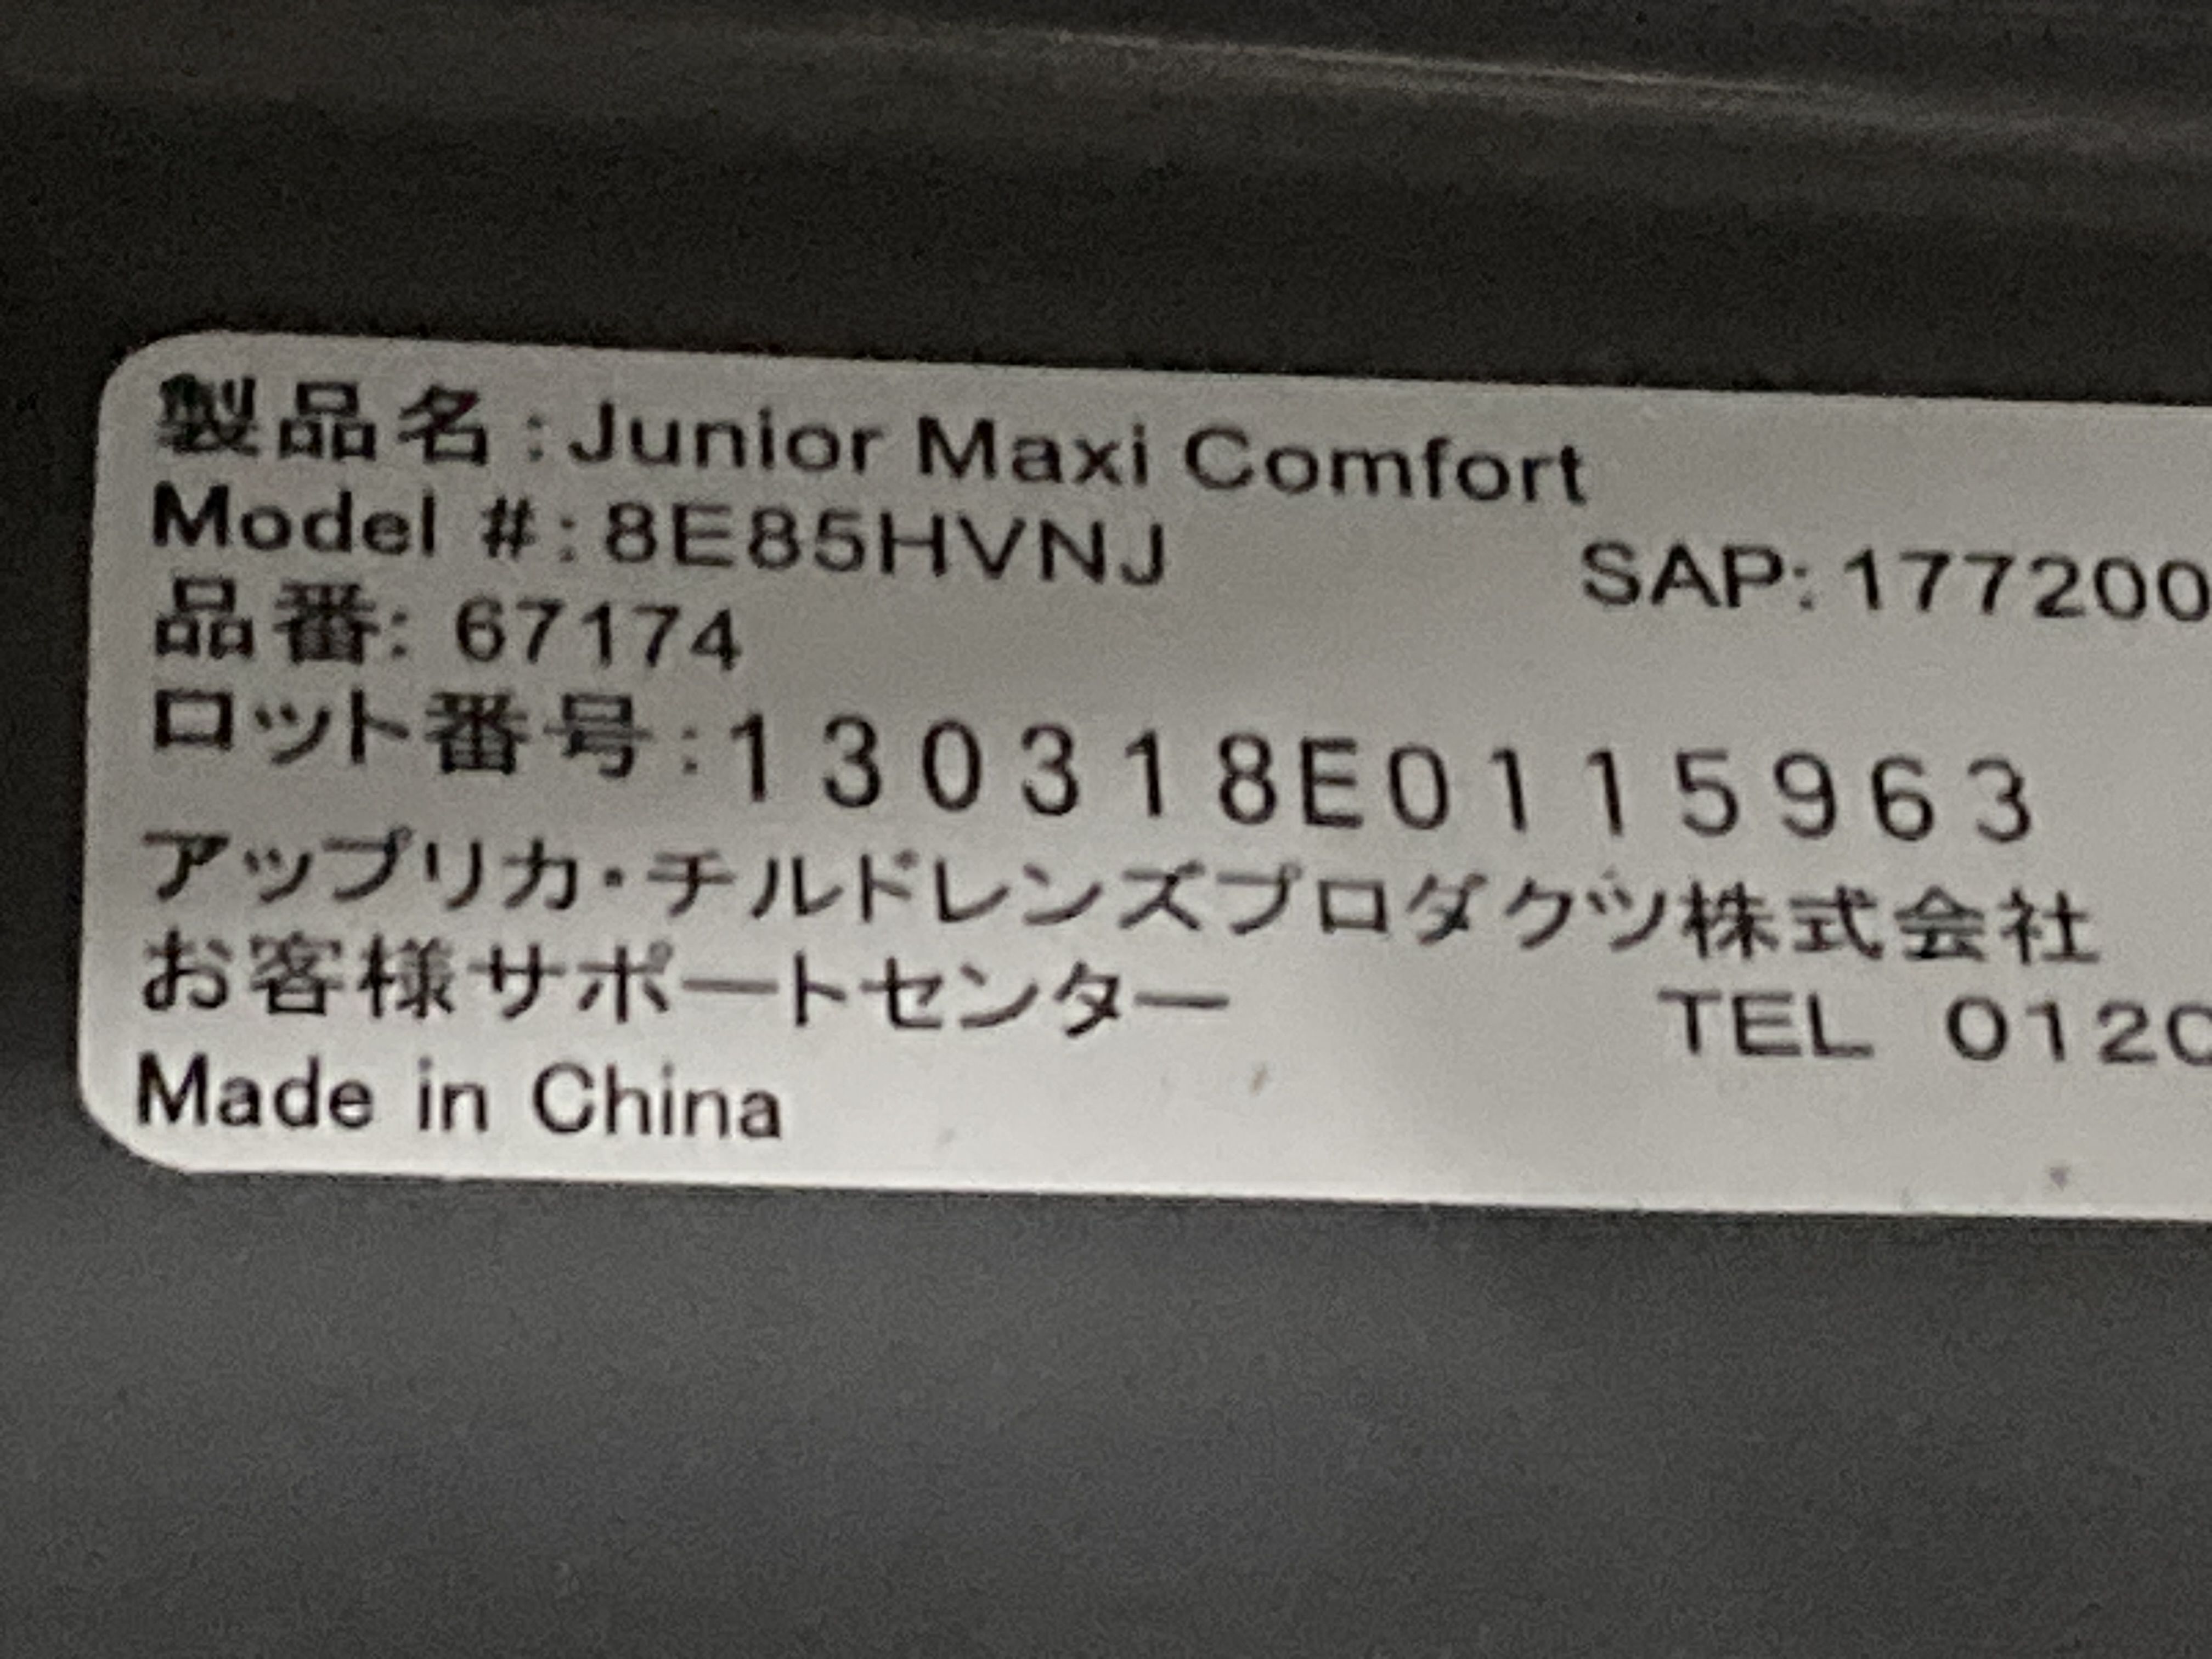 製品名:Junior Maxi Comfort
Model #:8E85HVNJ SAP:177200
品番: 67174
ロット番号:130318E0115963
アップリカ・チルドレンズプロダクツ株式会社
お客様サポートセンター TEL 0120
Made in China